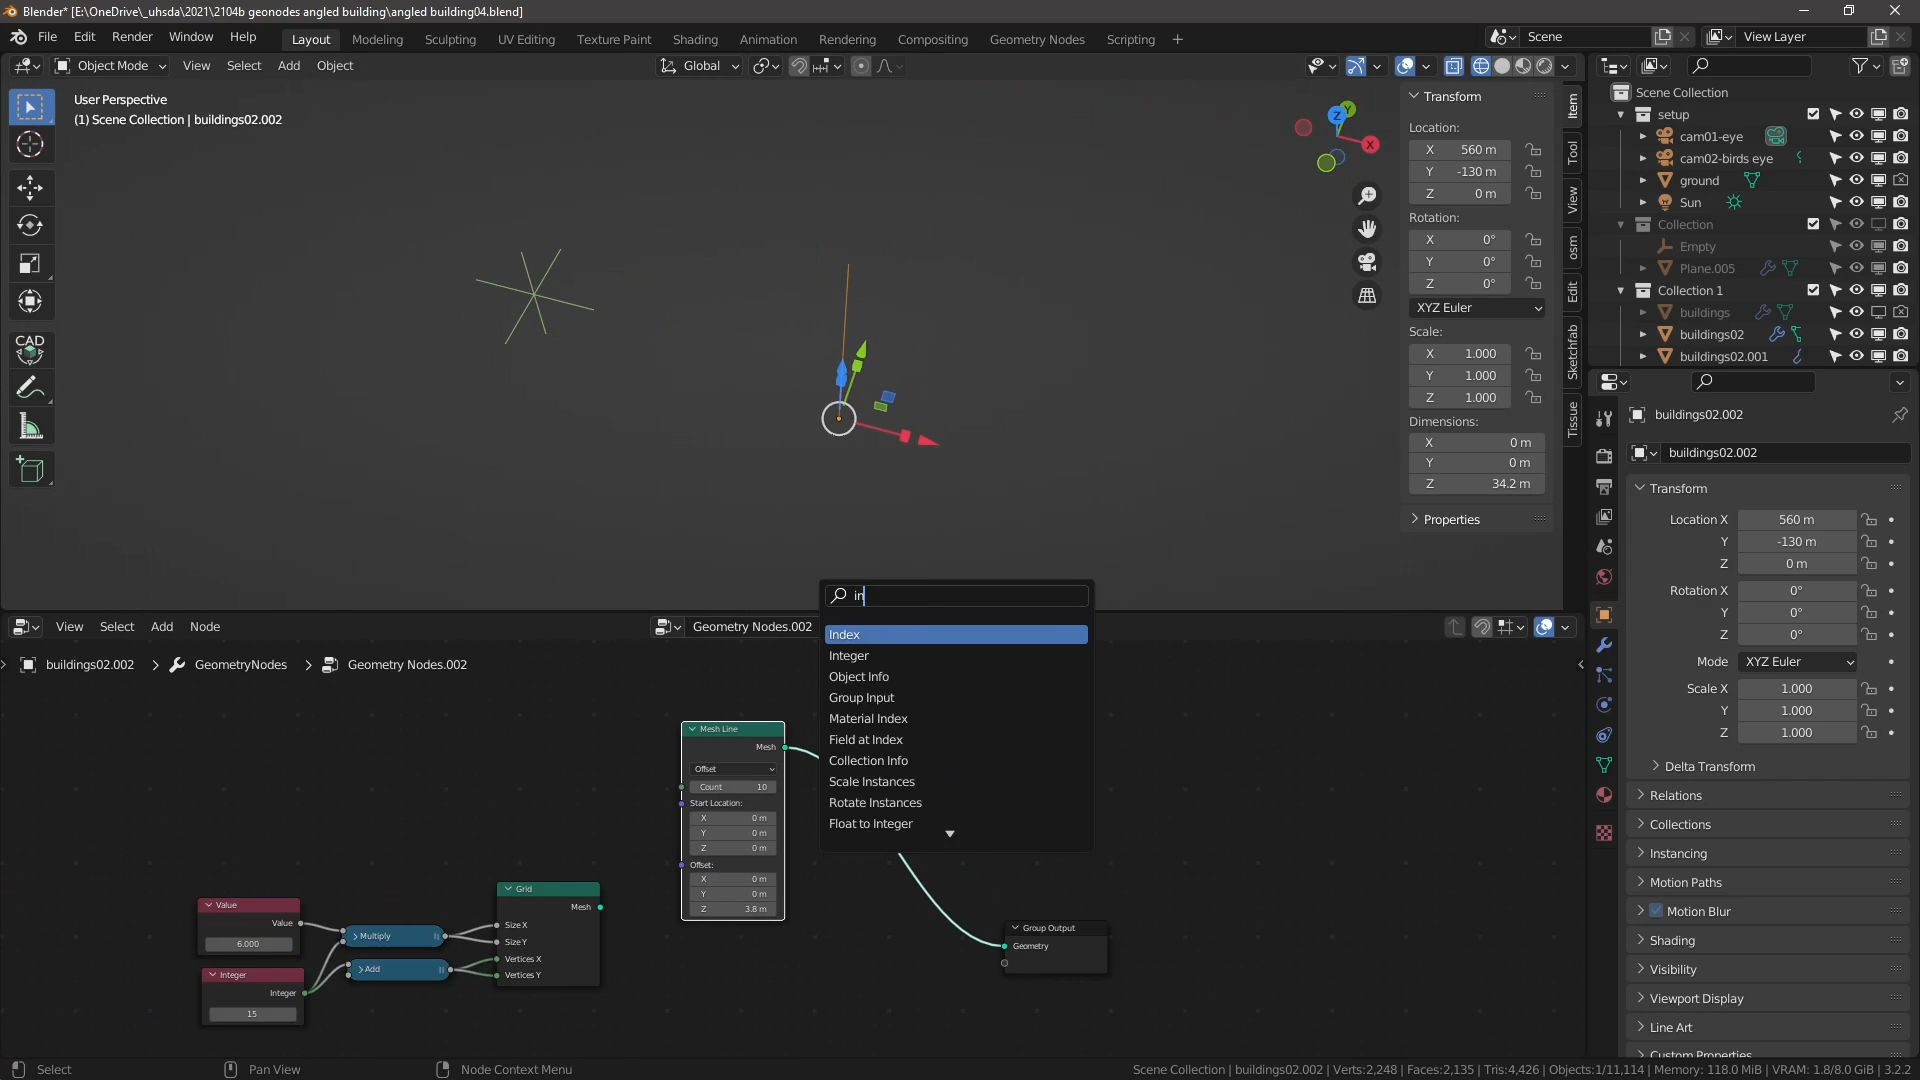 Blender* [E:\OneDrive\_uhsda\2021\2104b geonodes angled building\angled building04.blend]
File Edit Render Window Help Layout Modeling Sculpting UV Editing Texture Paint Shading Animation Rendering Compositing Geometry Nodes Scripting + Scene View Layer
Object Mode View Select Add Object Global
User Perspective
(1) Scene Collection | buildings02.002
CAD
Z
Y
X
Transform
Location:
X 560 m
Y -130 m
Z 0 m
Rotation:
X 0°
Y 0°
Z 0°
XYZ Euler
Scale:
X 1.000
Y 1.000
Z 1.000
Dimensions:
X 0 m
Y 0 m
Z 34.2 m
Properties
Item
Tool
View
osm
Edit
Sketchfab
Tissue
Scene Collection
setup
cam01-eye
cam02-birds eye
ground
Sun
Collection
Empty
Plane.005
Collection 1
buildings
buildings02
buildings02.001
buildings02.002
buildings02.002
Transform
Location X 560 m
Y -130 m
Z 0 m
Rotation X 0°
Y 0°
Z 0°
Mode XYZ Euler
Scale X 1.000
Y 1.000
Z 1.000
Delta Transform
Relations
Collections
Instancing
Motion Paths
Motion Blur
Shading
Visibility
Viewport Display
Line Art
Custom Properties
View Select Add Node Geometry Nodes.002
buildings02.002 > GeometryNodes > Geometry Nodes.002
in
Index
Integer
Object Info
Group Input
Material Index
Field at Index
Collection Info
Scale Instances
Rotate Instances
Float to Integer
Mesh Line
Mesh
Offset
Count 10
Start Location:
X 0 m
Y 0 m
Z 0 m
Offset:
X 0 m
Y 0 m
Z 3.8 m
Value
Value
6.000
Integer
Integer
15
Multiply
Add
Grid
Mesh
Size X
Size Y
Vertices X
Vertices Y
Group Output
Geometry
Select Pan View Node Context Menu Scene Collection | buildings02.002 | Verts:2,248 | Faces:2,135 | Tris:4,426 | Objects:1/11,114 | Memory: 118.0 MiB | VRAM: 1.8/8.0 GiB | 3.2.2